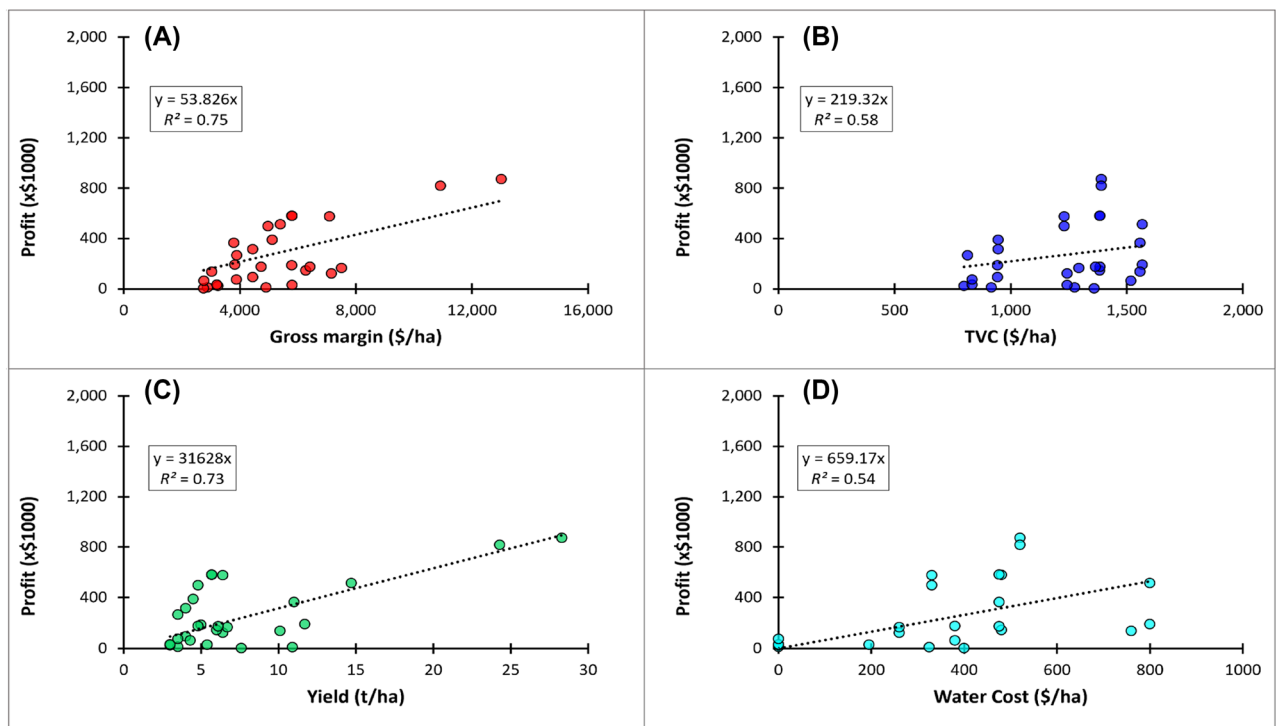 (A)
2,000
1,600
1,200
800
400
0
Profit (x$1000)
y = 53.826x
R² = 0.75
0 4,000 8,000 12,000 16,000
Gross margin ($/ha)
(B)
2,000
1,600
1,200
800
400
0
Profit (x$1000)
y = 219.32x
R² = 0.58
0 500 1,000 1,500 2,000
TVC ($/ha)
(C)
2,000
1,600
1,200
800
400
0
Profit (x$1000)
y = 31628x
R² = 0.73
0 5 10 15 20 25 30
Yield (t/ha)
(D)
2,000
1,600
1,200
800
400
0
Profit (x$1000)
y = 659.17x
R² = 0.54
0 200 400 600 800 1000
Water Cost ($/ha)